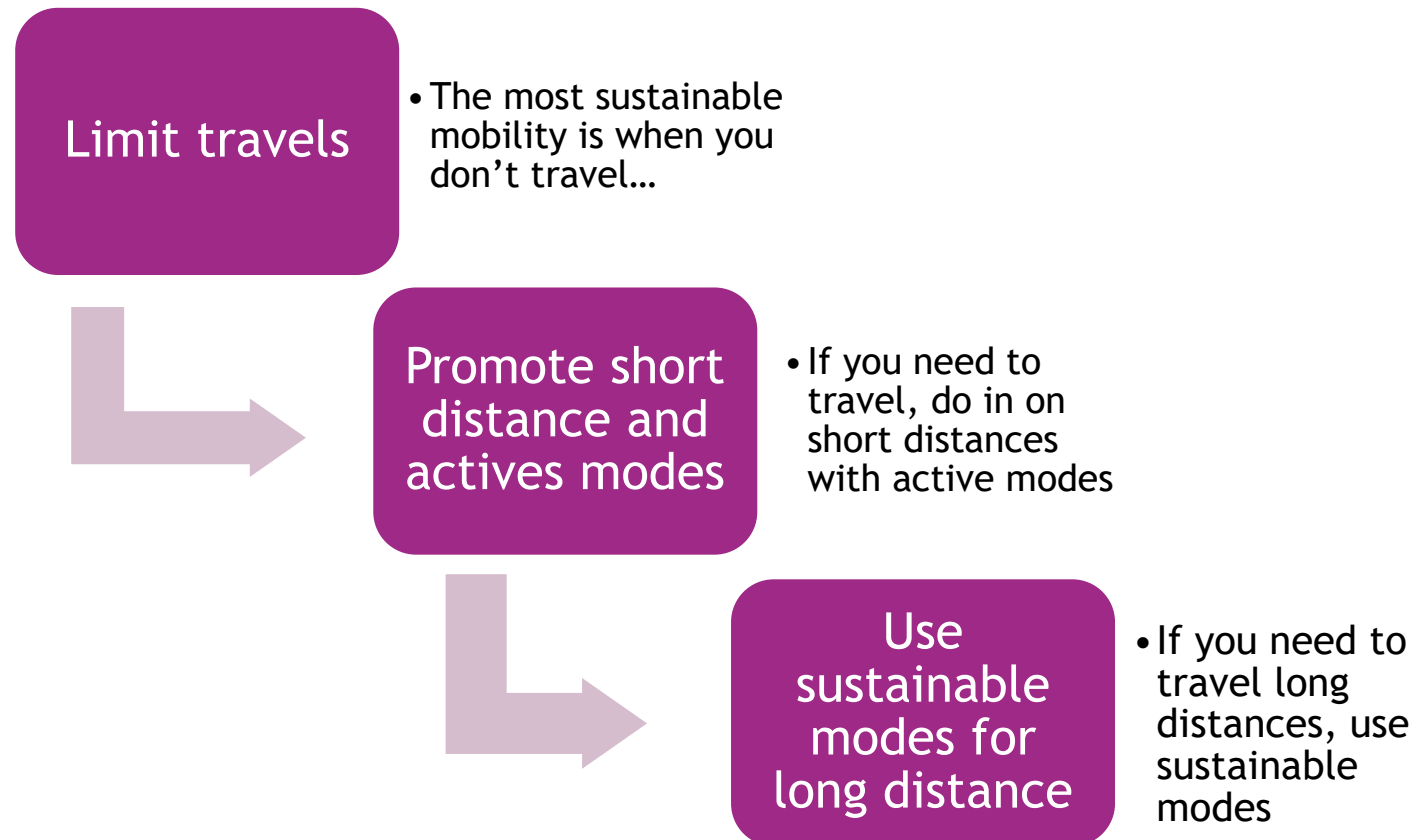 Limit travels
• The most sustainable
mobility is when you
don’t travel…
Promote short
distance and
actives modes
• If you need to
travel, do in on
short distances
with active modes
Use
sustainable
modes for
long distance
• If you need to
travel long
distances, use
sustainable
modes